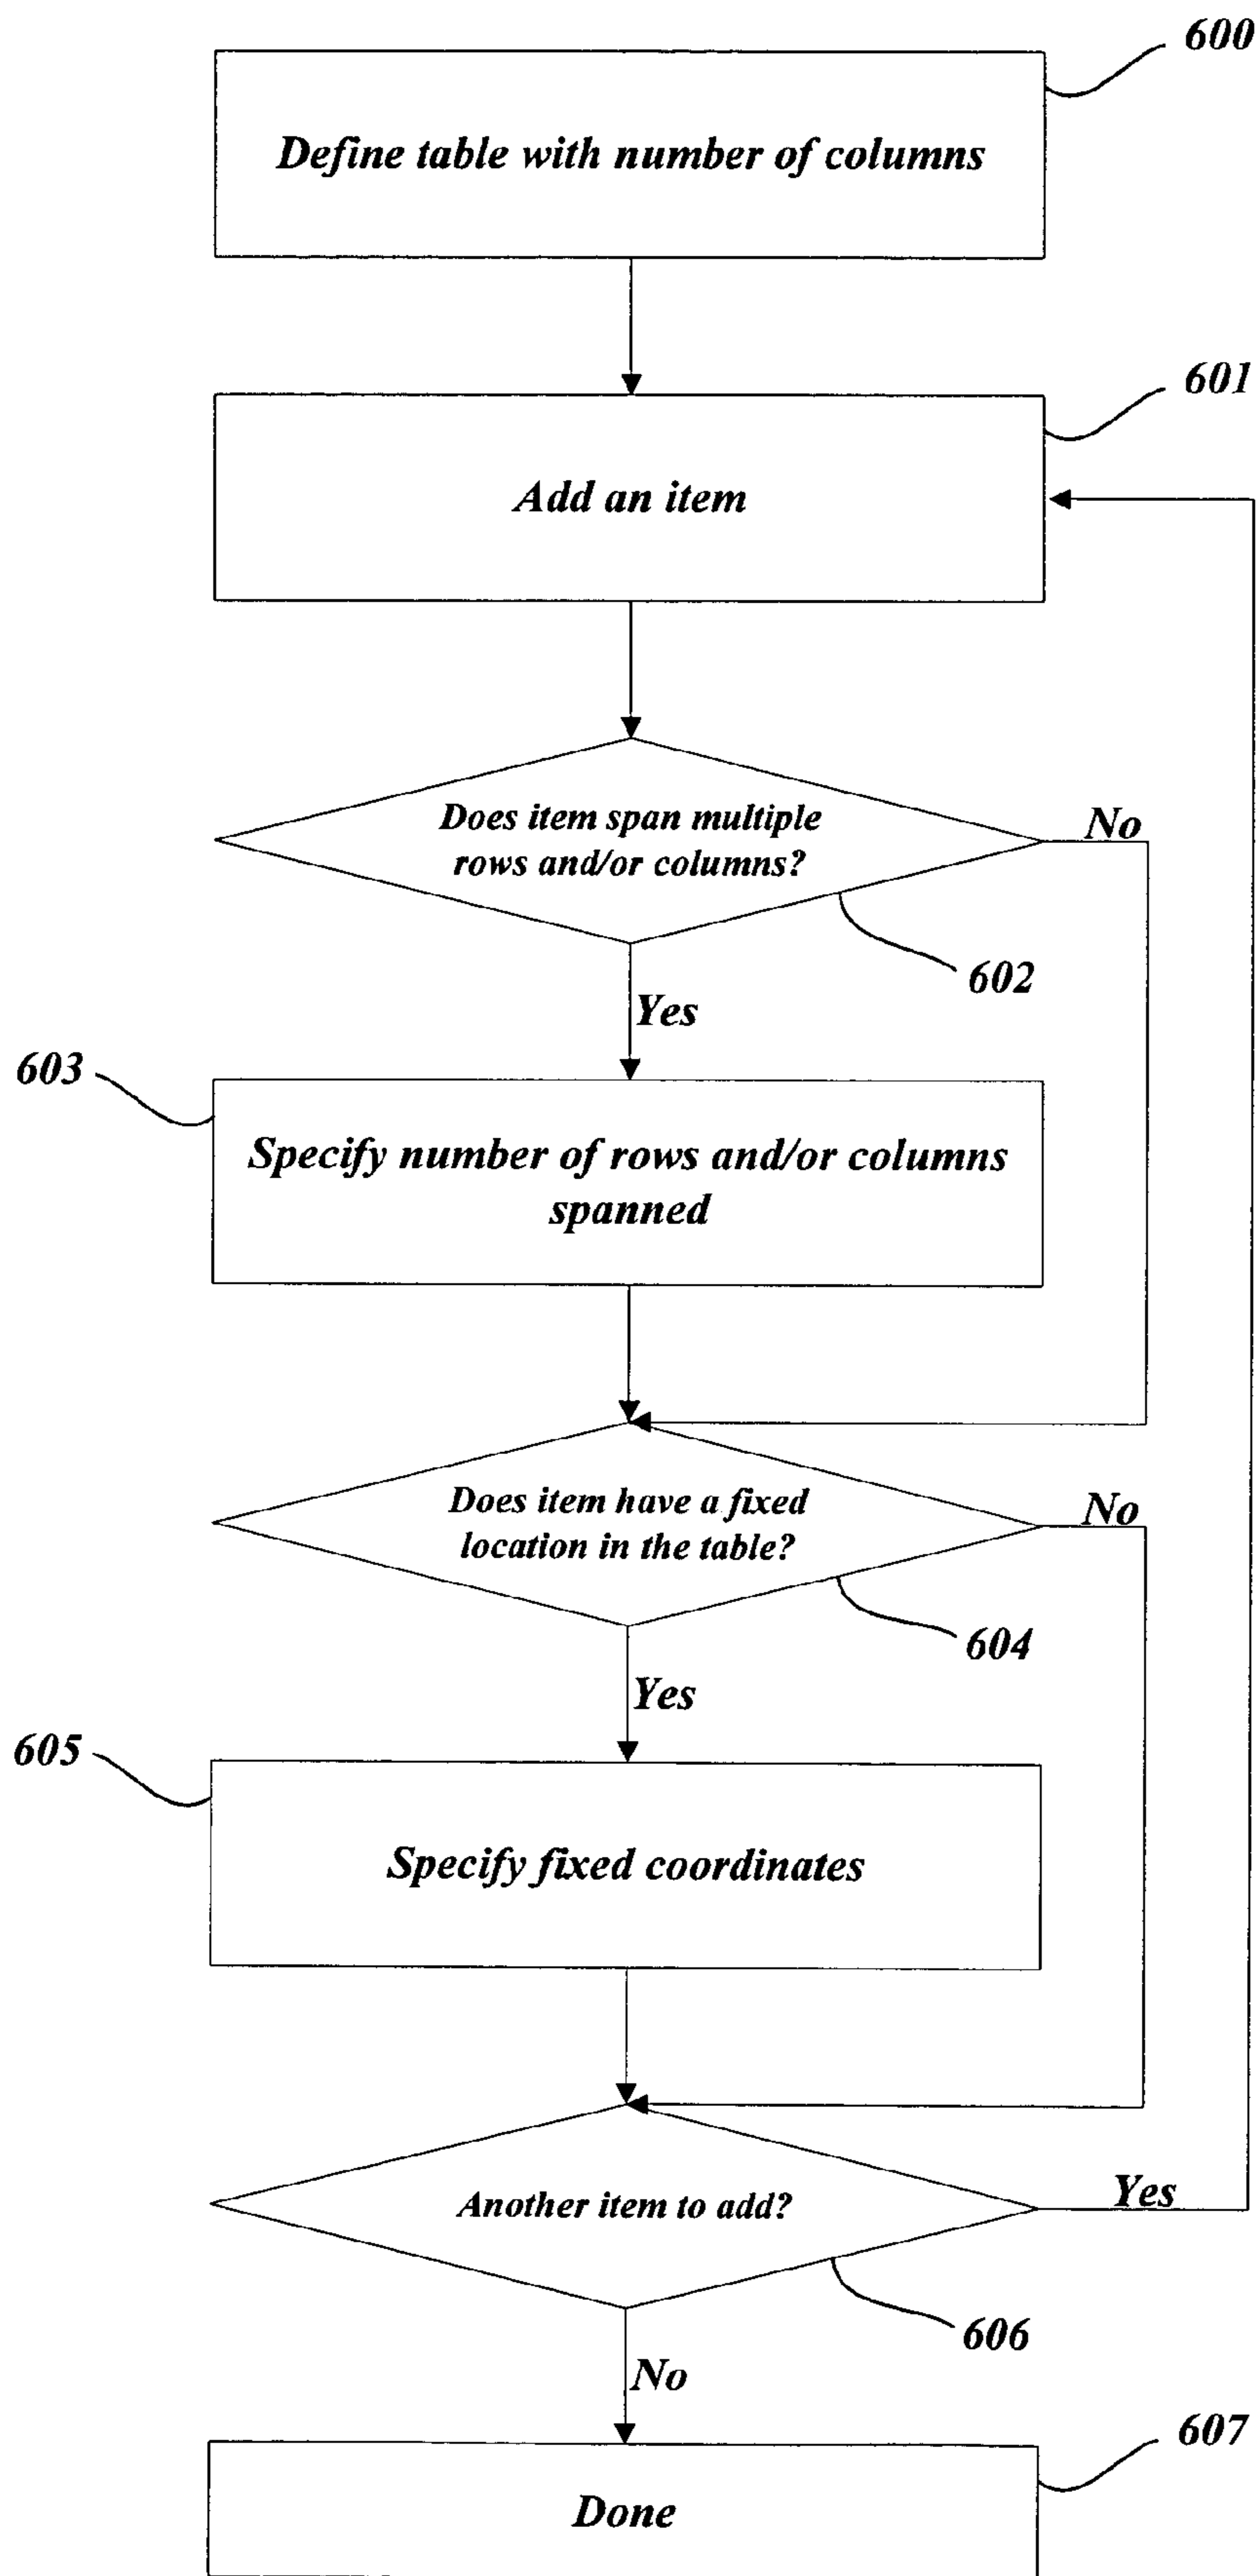 600
Define table with number of columns
601
Add an item
Does item span multiple
rows and/or columns?
No
602
Yes
603
Specify number of rows and/or columns
spanned
Does item have a fixed
location in the table?
No
604
Yes
605
Specify fixed coordinates
Another item to add?
Yes
606
No
607
Done